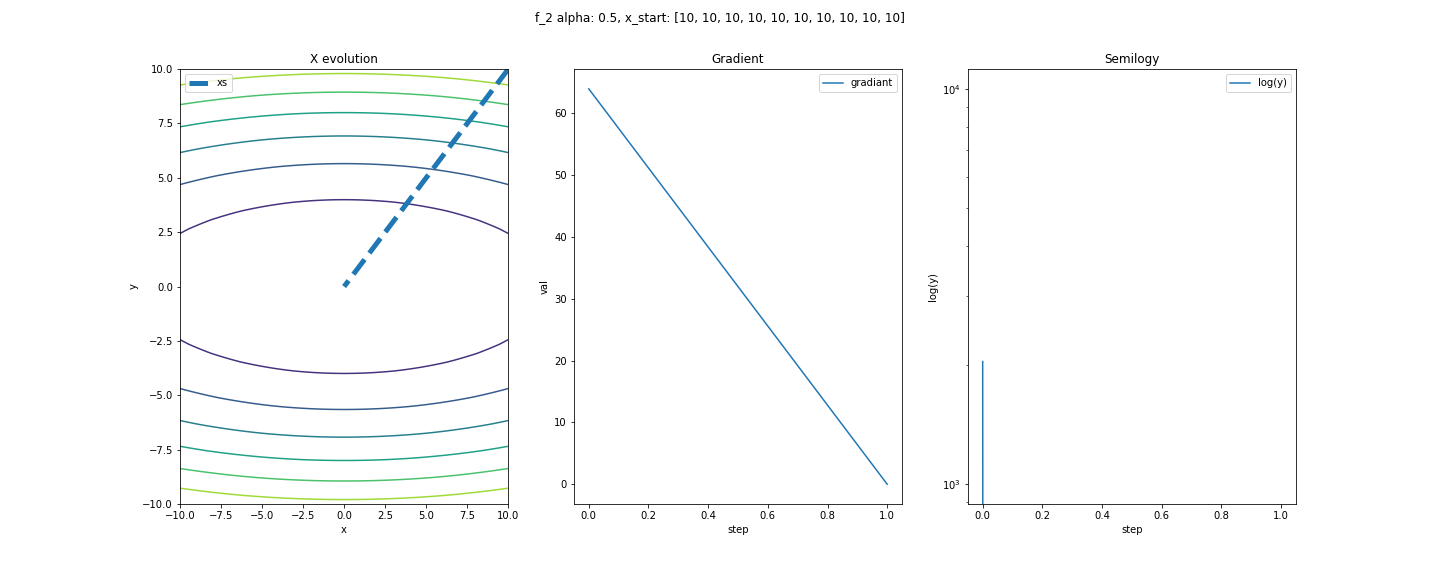 f_2 alpha: 0.5, x_start: [10, 10, 10, 10, 10, 10, 10, 10, 10, 10]
X evolution
xs
10.0
7.5
5.0
2.5
0.0
−2.5
−5.0
−7.5
−10.0
y
−10.0 −7.5 −5.0 −2.5 0.0 2.5 5.0 7.5 10.0
x
Gradient
gradiant
60
50
40
30
20
10
0
val
0.0 0.2 0.4 0.6 0.8 1.0
step
Semilogy
log(y)
10^4
10^3
log(y)
0.0 0.2 0.4 0.6 0.8 1.0
step